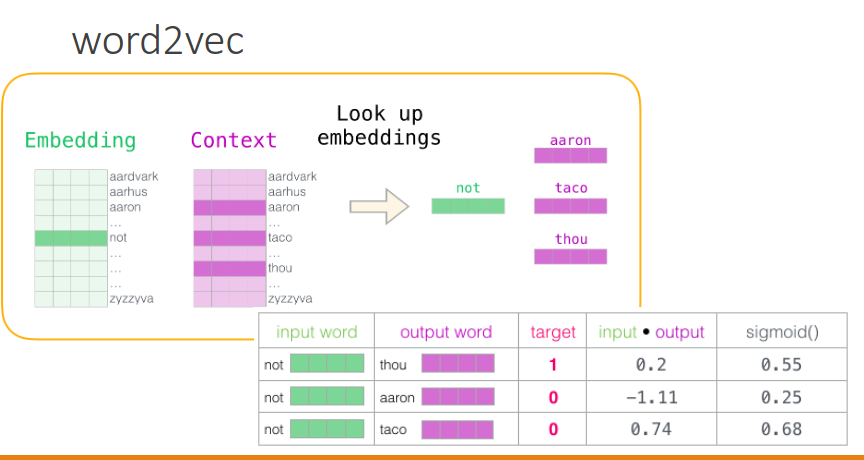 word2vec
Look up
embeddings
Embedding
Context
aardvark
aarhus
aaron
...
not
...
...
...
zyzzyva
aardvark
aarhus
aaron
...
taco
...
thou
...
zyzzyva
not
aaron
taco
thou
input word output word target input • output sigmoid()
not thou 1 0.2 0.55
not aaron 0 -1.11 0.25
not taco 0 0.74 0.68